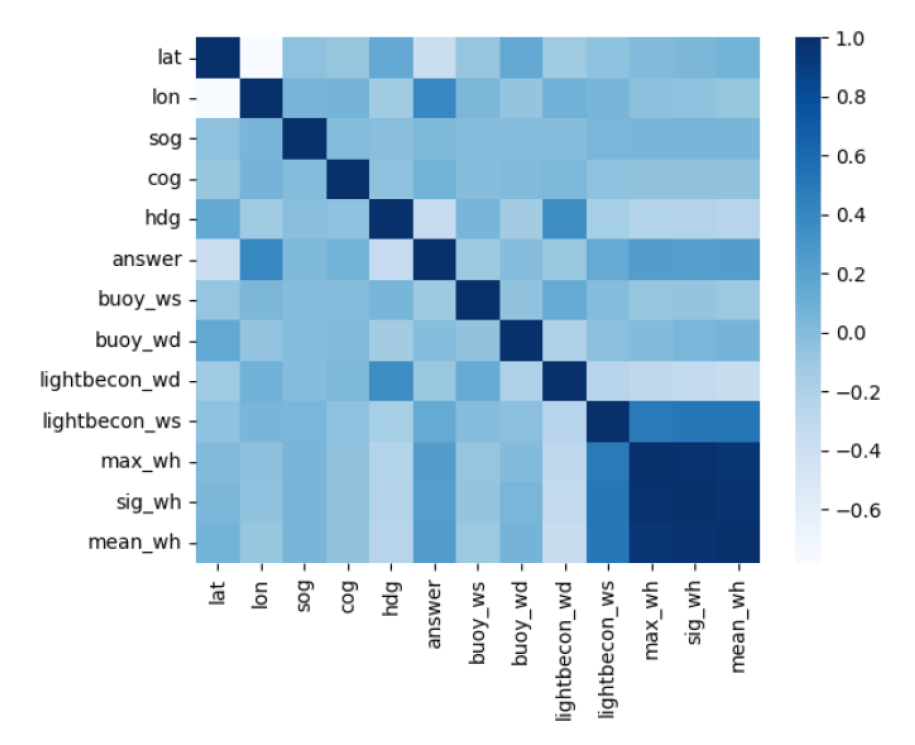 lat
lon
sog
cog
hdg
answer
buoy_ws
buoy_wd
lightbecon_wd
lightbecon_ws
max_wh
sig_wh
mean_wh
lat
lon
sog
cog
hdg
answer
buoy_ws
buoy_wd
lightbecon_wd
lightbecon_ws
max_wh
sig_wh
mean_wh
1.0
0.8
0.6
0.4
0.2
0.0
−0.2
−0.4
−0.6